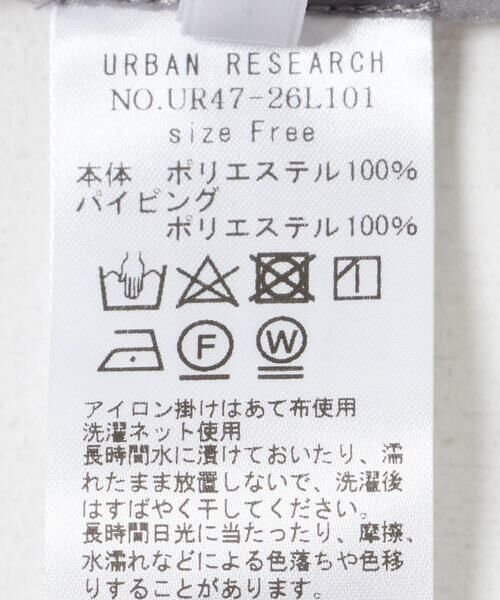 URBAN RESEARCH
NO.UR47-26L101
size Free
本体 ポリエステル100%
パイピング
ポリエステル100%
F
W
アイロン掛けはあて布使用
洗濯ネット使用
長時間水に漬けておいたり、濡
れたまま放置しないで、洗濯後
はすばやく干してください。
長時間日光に当たったり、摩擦、
水濡れなどによる色落ちや色移
りすることがあります。